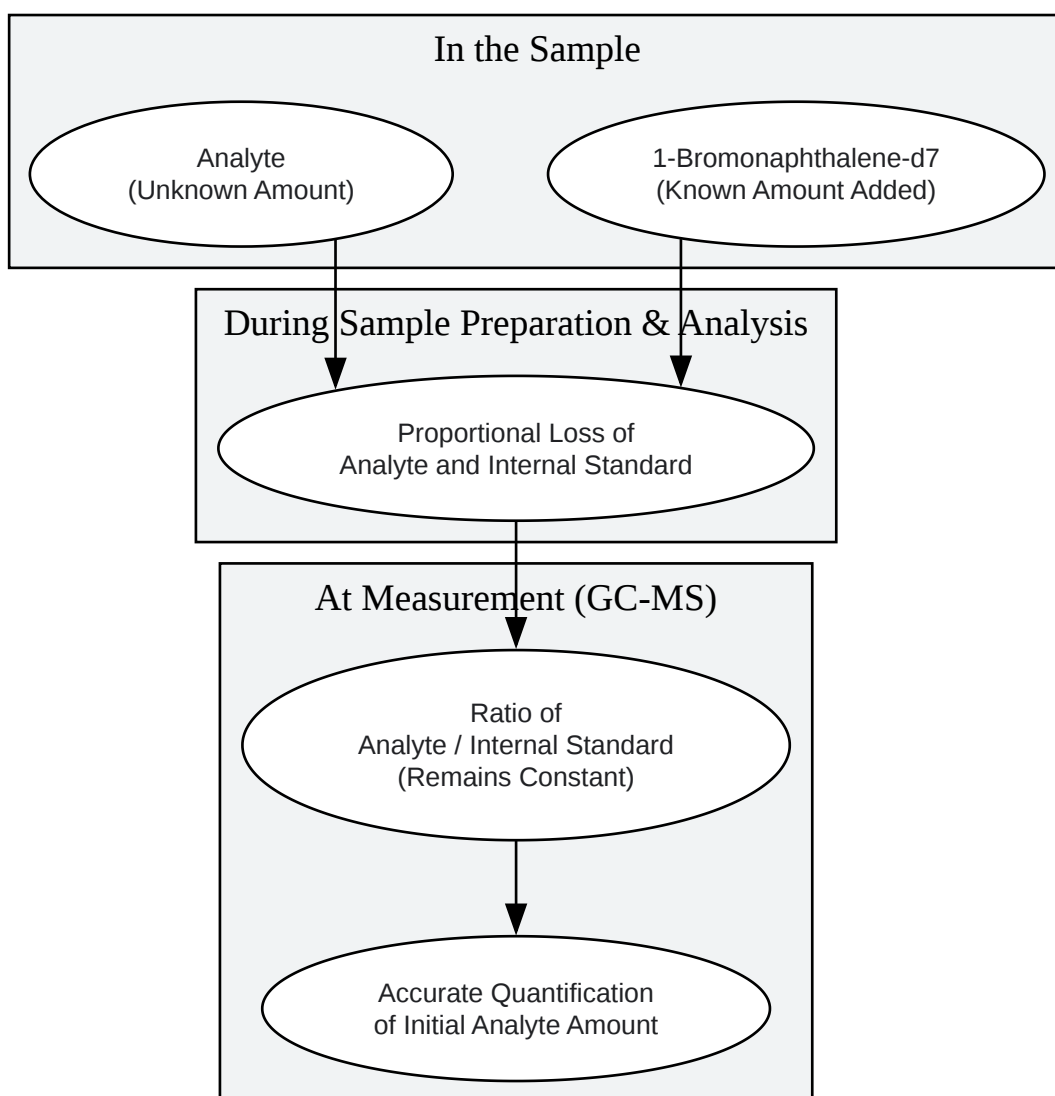 In the Sample
Analyte
(Unknown Amount)
1-Bromonaphthalene-d7
(Known Amount Added)
During Sample Preparation & Analysis
Proportional Loss of
Analyte and Internal Standard
At Measurement (GC-MS)
Ratio of
Analyte / Internal Standard
(Remains Constant)
Accurate Quantification
of Initial Analyte Amount